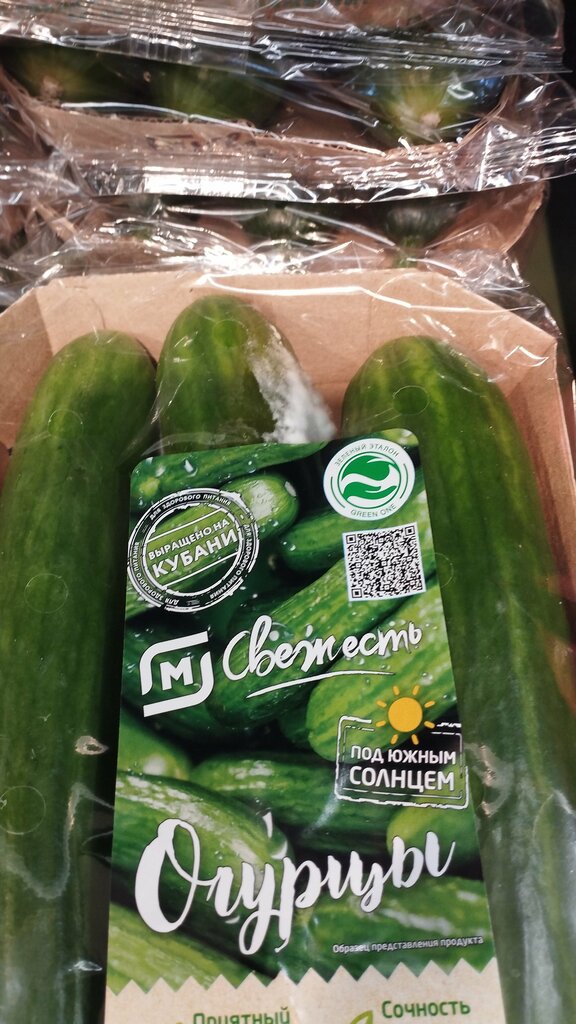 ЗЕЛЕНЫЙ ЭТАЛОН
GREEN ONE
ДЛЯ ЗДОРОВОГО ПИТАНИЯ
ВЫРАЩЕНО НА
КУБАНИ
ДЛЯ ЗДОРОВОГО ПИТАНИЯ
М Свежесть
ПОД ЮЖНЫМ
СОЛНЦЕМ
Огурцы
Образец представления продукта
Приятный
Сочность